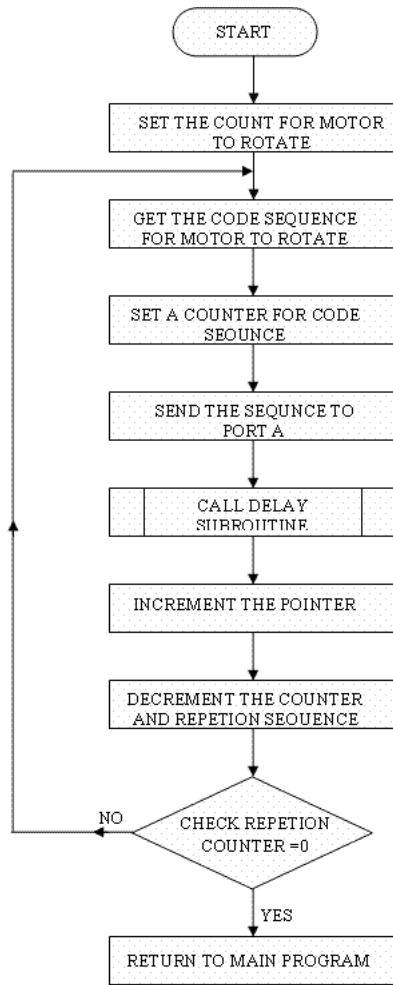 START
SET THE COUNT FOR MOTOR
TO ROTATE
GET THE CODE SEQUENCE
FOR MOTOR TO ROTATE
SET A COUNTER FOR CODE
SEQUNCE
SEND THE SEQUNCE TO
PORT A
CALL DELAY
SUBROUTINE
INCREMENT THE POINTER
DECREMENT THE COUNTER
AND REPETION SEQUENCE
CHECK REPETION
COUNTER =0
NO
YES
RETURN TO MAIN PROGRAM